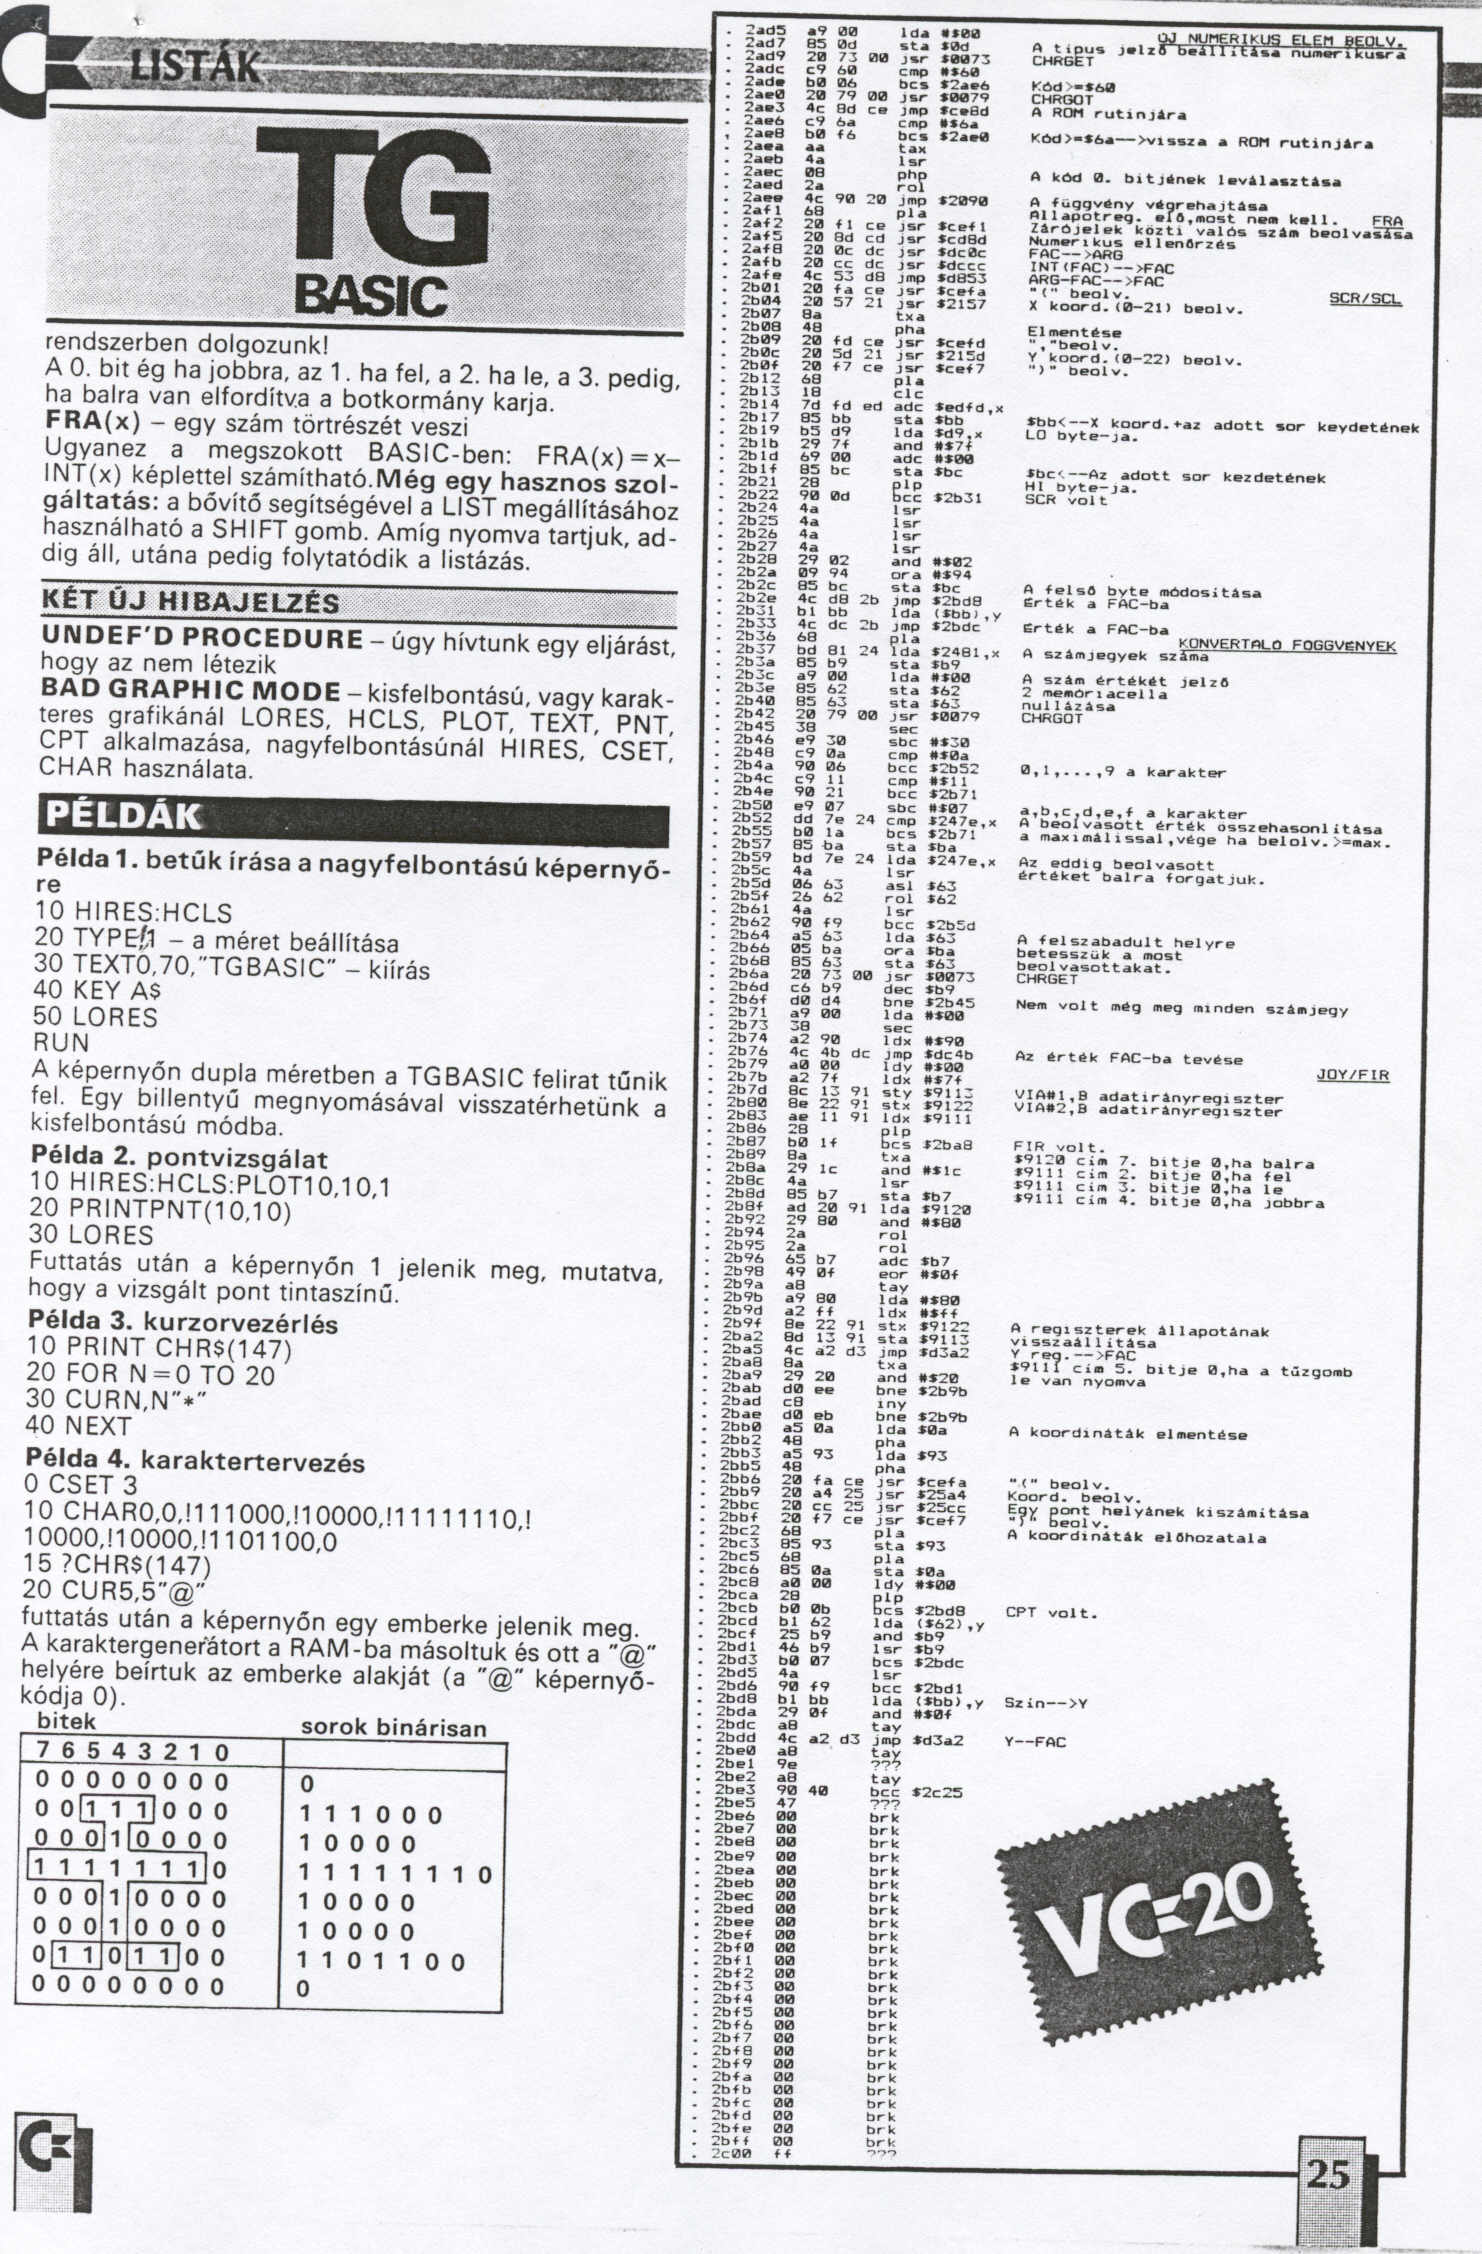 LISTÁK
TG
BASIC
rendszerben dolgozunk!
A 0. bit ég ha jobbra, az 1. ha fel, a 2. ha le, a 3. pedig,
ha balra van elfordítva a botkormány karja.
FRA(x) – egy szám törtrészét veszi
Ugyanez a megszokott BASIC-ben: FRA(x)=x–
INT(x) képlettel számítható.Még egy hasznos szol-
gáltatás: a bővítő segítségével a LIST megállításához
használható a SHIFT gomb. Amíg nyomva tartjuk, ad-
dig áll, utána pedig folytatódik a listázás.
KÉT ÚJ HIBAJELZÉS
UNDEF'D PROCEDURE – úgy hívtunk egy eljárást,
hogy az nem létezik
BAD GRAPHIC MODE – kisfelbontású, vagy karak-
teres grafikánál LORES, HCLS, PLOT, TEXT, PNT,
CPT alkalmazása, nagyfelbontásúnál HIRES, CSET,
CHAR használata.
PÉLDÁK
Példa 1. betűk írása a nagyfelbontású képernyő-
re
10 HIRES:HCLS
20 TYPE1 – a méret beállítása
30 TEXT0,70,"TGBASIC" – kiírás
40 KEY A$
50 LORES
RUN
A képernyőn dupla méretben a TGBASIC felirat tűnik
fel. Egy billentyű megnyomásával visszatérhetünk a
kisfelbontású módba.
Példa 2. pontvizsgálat
10 HIRES:HCLS:PLOT10,10,1
20 PRINTPNT(10,10)
30 LORES
Futtatás után a képernyőn 1 jelenik meg, mutatva,
hogy a vizsgált pont tintaszínű.
Példa 3. kurzorvezérlés
10 PRINT CHR$(147)
20 FOR N=0 TO 20
30 CURN,N"*"
40 NEXT
Példa 4. karaktertervezés
0 CSET 3
10 CHAR0,0,!111000,!10000,!11111110,!
10000,!10000,!1101100,0
15 ?CHR$(147)
20 CUR5,5"@"
futtatás után a képernyőn egy emberke jelenik meg.
A karaktergenerátort a RAM-ba másoltuk és ott a "@"
helyére beírtuk az emberke alakját (a "@" képernyő-
kódja 0).
bitek sorok binárisan
7 6 5 4 3 2 1 0
0 0 0 0 0 0 0 0 0
0 0 1 1 1 0 0 0 1 1 1 0 0 0
0 0 0 1 0 0 0 0 1 0 0 0 0
1 1 1 1 1 1 1 0 1 1 1 1 1 1 1 0
0 0 0 1 0 0 0 0 1 0 0 0 0
0 0 0 1 0 0 0 0 1 0 0 0 0
0 1 1 0 1 1 0 0 1 1 0 1 1 0 0
0 0 0 0 0 0 0 0 0
ÚJ NUMERIKUS ELEM BEOLV.
. 2ad5 a9 00 lda #$00
. 2ad7 85 0d sta $0d A tipus jelző beállitása numerikusra
. 2ad9 20 73 00 jsr $0073 CHRGET
. 2adc c9 60 cmp #$60
. 2ade b0 06 bcs $2ae6 Kód>=$60
. 2ae0 20 79 00 jsr $0079 CHRGOT
. 2ae3 4c 8d ce jmp $ce8d A ROM rutinjára
. 2ae6 c9 6a cmp #$6a
, 2ae8 b0 f6 bcs $2ae0 Kód>=$6a-->vissza a ROM rutinjára
. 2aea aa tax
. 2aeb 4a lsr
. 2aec 08 php A kód 0. bitjének leválasztása
. 2aed 2a rol
. 2aee 4c 90 20 jmp $2090 A függvény végrehajtása
. 2af1 68 pla Állapotreg. elő,most nem kell. FRA
. 2af2 20 f1 ce jsr $cef1 Zárójelek közti valós szám beolvasása
. 2af5 20 8d cd jsr $cd8d Numerikus ellenőrzés
. 2af8 20 0c dc jsr $dc0c FAC-->ARG
. 2afb 20 cc dc jsr $dccc INT(FAC)-->FAC
. 2afe 4c 53 d8 jmp $d853 ARG-FAC-->FAC
. 2b01 20 fa ce jsr $cefa "(" beolv. SCR/SCL
. 2b04 20 57 21 jsr $2157 X koord.(0-21) beolv.
. 2b07 8a txa
. 2b08 48 pha Elmentése
. 2b09 20 fd ce jsr $cefd ","beolv.
. 2b0c 20 5d 21 jsr $215d Y koord.(0-22) beolv.
. 2b0f 20 f7 ce jsr $cef7 ")" beolv.
. 2b12 68 pla
. 2b13 18 clc
. 2b14 7d fd ed adc $edfd,x
. 2b17 85 bb sta $bb $bb<--X koord.+az adott sor keydetének
. 2b19 b5 d9 lda $d9,x LO byte-ja.
. 2b1b 29 7f and #$7f
. 2b1d 69 00 adc #$00
. 2b1f 85 bc sta $bc $bc<--Az adott sor kezdetének
. 2b21 28 plp HI byte-ja.
. 2b22 90 0d bcc $2b31 SCR volt
. 2b24 4a lsr
. 2b25 4a lsr
. 2b26 4a lsr
. 2b27 4a lsr
. 2b28 29 02 and #$02
. 2b2a 09 94 ora #$94
. 2b2c 85 bc sta $bc A felső byte módositása
. 2b2e 4c d8 2b jmp $2bd8 Érték a FAC-ba
. 2b31 b1 bb lda ($bb),y
. 2b33 4c dc 2b jmp $2bdc Érték a FAC-ba
. 2b36 68 pla KONVERTÁLÓ FÜGGVÉNYEK
. 2b37 bd 81 24 lda $2481,x A számjegyek száma
. 2b3a 85 b9 sta $b9
. 2b3c a9 00 lda #$00 A szám értékét jelző
. 2b3e 85 62 sta $62 2 memóriacella
. 2b40 85 63 sta $63 nullázása
. 2b42 20 79 00 jsr $0079 CHRGOT
. 2b45 38 sec
. 2b46 e9 30 sbc #$30
. 2b48 c9 0a cmp #$0a
. 2b4a 90 06 bcc $2b52 0,1,...,9 a karakter
. 2b4c c9 11 cmp #$11
. 2b4e 90 21 bcc $2b71
. 2b50 e9 07 sbc #$07 a,b,c,d,e,f a karakter
. 2b52 dd 7e 24 cmp $247e,x A beolvasott érték összehasonlitása
. 2b55 b0 1a bcs $2b71 a maximálissal,vége ha belolv.>=max.
. 2b57 85 ba sta $ba
. 2b59 bd 7e 24 lda $247e,x Az eddig beolvasott
. 2b5c 4a lsr értéket balra forgatjuk.
. 2b5d 06 63 asl $63
. 2b5f 26 62 rol $62
. 2b61 4a lsr
. 2b62 90 f9 bcc $2b5d
. 2b64 a5 63 lda $63 A felszabadult helyre
. 2b66 05 ba ora $ba betesszük a most
. 2b68 85 63 sta $63 beolvasottakat.
. 2b6a 20 73 00 jsr $0073 CHRGET
. 2b6d c6 b9 dec $b9
. 2b6f d0 d4 bne $2b45 Nem volt még meg minden számjegy
. 2b71 a9 00 lda #$00
. 2b73 38 sec
. 2b74 a2 90 ldx #$90
. 2b76 4c 4b dc jmp $dc4b Az érték FAC-ba tevése
. 2b79 a0 00 ldy #$00
. 2b7b a2 7f ldx #$7f JOY/FIR
. 2b7d 8c 13 91 sty $9113 VIA#1,B adatirányregiszter
. 2b80 8e 22 91 stx $9122 VIA#2,B adatirányregiszter
. 2b83 ae 11 91 ldx $9111
. 2b86 28 plp
. 2b87 b0 1f bcs $2ba8 FIR volt.
. 2b89 8a txa $9120 cim 7. bitje 0,ha balra
. 2b8a 29 1c and #$1c $9111 cim 2. bitje 0,ha fel
. 2b8c 4a lsr $9111 cim 3. bitje 0,ha le
. 2b8d 85 b7 sta $b7 $9111 cim 4. bitje 0,ha jobbra
. 2b8f ad 20 91 lda $9120
. 2b92 29 80 and #$80
. 2b94 2a rol
. 2b95 2a rol
. 2b96 65 b7 adc $b7
. 2b98 49 0f eor #$0f
. 2b9a a8 tay
. 2b9b a9 80 lda #$80
. 2b9d a2 ff ldx #$ff
. 2b9f 8e 22 91 stx $9122 A regiszterek állapotának
. 2ba2 8d 13 91 sta $9113 visszaállitása
. 2ba5 4c a2 d3 jmp $d3a2 Y reg.-->FAC
. 2ba8 8a txa $9111 cim 5. bitje 0,ha a tűzgomb
. 2ba9 29 20 and #$20 le van nyomva
. 2bab d0 ee bne $2b9b
. 2bad c8 iny
. 2bae d0 eb bne $2b9b
. 2bb0 a5 0a lda $0a A koordináták elmentése
. 2bb2 48 pha
. 2bb3 a5 93 lda $93
. 2bb5 48 pha
. 2bb6 20 fa ce jsr $cefa "(" beolv.
. 2bb9 20 a4 25 jsr $25a4 Koord. beolv.
. 2bbc 20 cc 25 jsr $25cc Egy pont helyának kiszámitása
. 2bbf 20 f7 ce jsr $cef7 ")" beolv.
. 2bc2 68 pla A koordináták előhozatala
. 2bc3 85 93 sta $93
. 2bc5 68 pla
. 2bc6 85 0a sta $0a
. 2bc8 a0 00 ldy #$00
. 2bca 28 plp
. 2bcb b0 0b bcs $2bd8 CPT volt.
. 2bcd b1 62 lda ($62),y
. 2bcf 25 b9 and $b9
. 2bd1 46 b9 lsr $b9
. 2bd3 b0 07 bcs $2bdc
. 2bd5 4a lsr
. 2bd6 90 f9 bcc $2bd1
. 2bd8 b1 bb lda ($bb),y Szin-->Y
. 2bda 29 0f and #$0f
. 2bdc a8 tay
. 2bdd 4c a2 d3 jmp $d3a2 Y--FAC
. 2be0 a8 tay
. 2be1 9e ???
. 2be2 a8 tay
. 2be3 90 40 bcc $2c25
. 2be5 47 ???
. 2be6 00 brk
. 2be7 00 brk
. 2be8 00 brk
. 2be9 00 brk
. 2bea 00 brk
. 2beb 00 brk
. 2bec 00 brk
. 2bed 00 brk
. 2bee 00 brk
. 2bef 00 brk
. 2bf0 00 brk
. 2bf1 00 brk
. 2bf2 00 brk
. 2bf3 00 brk
. 2bf4 00 brk
. 2bf5 00 brk
. 2bf6 00 brk
. 2bf7 00 brk
. 2bf8 00 brk
. 2bf9 00 brk
. 2bfa 00 brk
. 2bfb 00 brk
. 2bfc 00 brk
. 2bfd 00 brk
. 2bfe 00 brk
. 2bff 00 brk
. 2c00 ff ???
VC-20
25